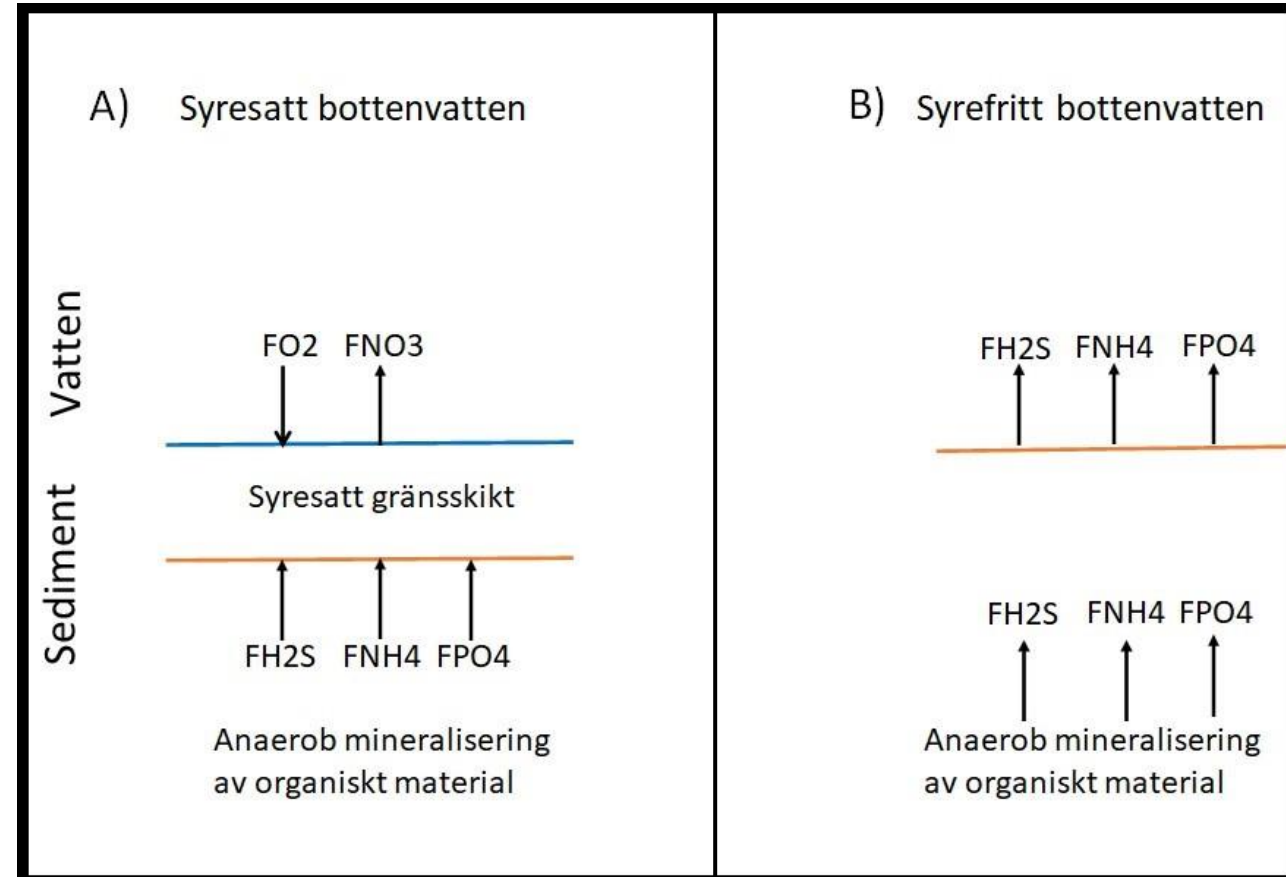 A) Syresatt bottenvatten
Vatten
FO2 FNO3
Syresatt gränsskikt
Sediment
FH2S FNH4 FPO4
Anaerob mineralisering
av organiskt material
B) Syrefritt bottenvatten
FH2S FNH4 FPO4
FH2S FNH4 FPO4
Anaerob mineralisering
av organiskt material